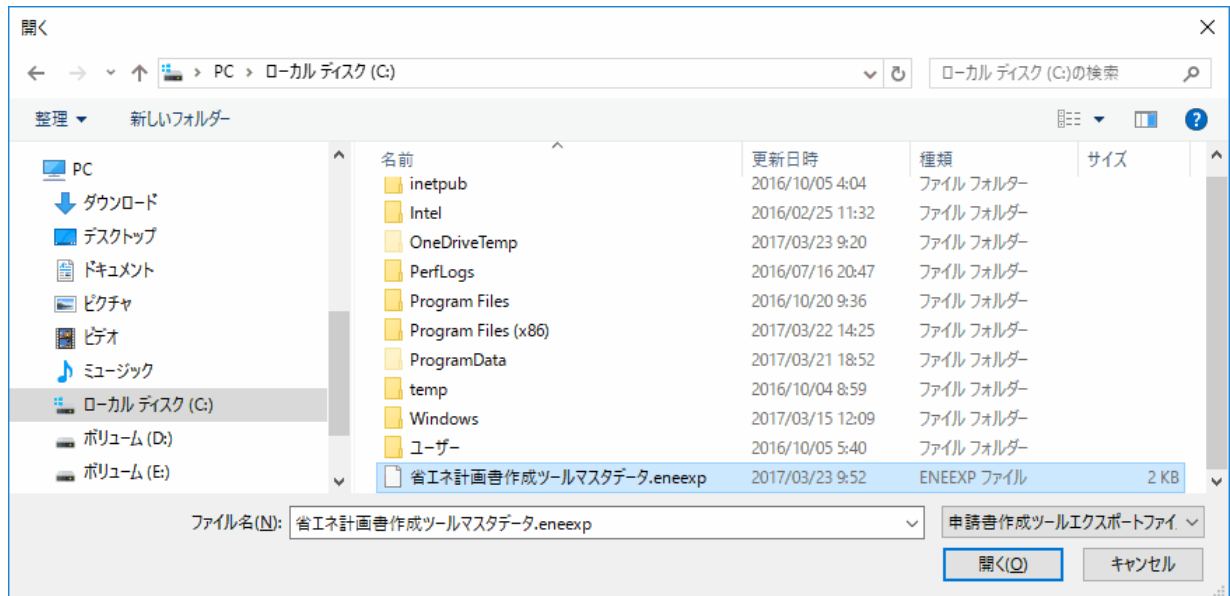 開く
PC › ローカル ディスク (C:)
ローカル ディスク (C:)の検索
整理 新しいフォルダー
PC
ダウンロード
デスクトップ
ドキュメント
ピクチャ
ビデオ
ミュージック
ローカル ディスク (C:)
ボリューム (D:)
ボリューム (E:)
名前 更新日時 種類 サイズ
inetpub 2016/10/05 4:04 ファイル フォルダー
Intel 2016/02/25 11:32 ファイル フォルダー
OneDriveTemp 2017/03/23 9:20 ファイル フォルダー
PerfLogs 2016/07/16 20:47 ファイル フォルダー
Program Files 2016/10/20 9:36 ファイル フォルダー
Program Files (x86) 2017/03/22 14:25 ファイル フォルダー
ProgramData 2017/03/21 18:52 ファイル フォルダー
temp 2016/10/04 8:59 ファイル フォルダー
Windows 2017/03/15 12:09 ファイル フォルダー
ユーザー 2016/10/05 5:40 ファイル フォルダー
省エネ計画書作成ツールマスタデータ.eneexp 2017/03/23 9:52 ENEEXP ファイル 2 KB
ファイル名(N): 省エネ計画書作成ツールマスタデータ.eneexp
申請書作成ツールエクスポートファイ
開く(O) キャンセル